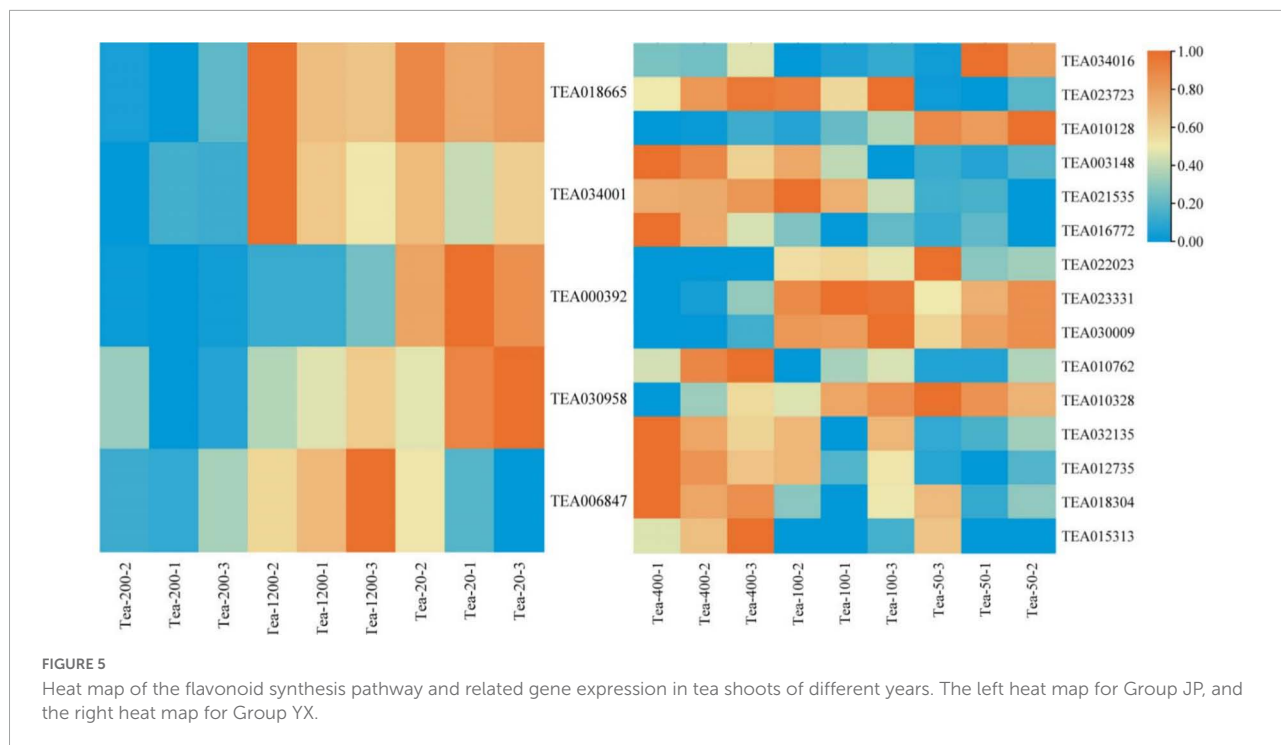 TEA018665
TEA034001
TEA000392
TEA030958
TEA006847
Tea-200-2
Tea-200-1
Tea-200-3
Tea-1200-2
Tea-1200-1
Tea-1200-3
Tea-20-2
Tea-20-1
Tea-20-3
TEA034016
TEA023723
TEA010128
TEA003148
TEA021535
TEA016772
TEA022023
TEA023331
TEA030009
TEA010762
TEA010328
TEA032135
TEA012735
TEA018304
TEA015313
Tea-400-1
Tea-400-2
Tea-400-3
Tea-100-2
Tea-100-1
Tea-100-3
Tea-50-3
Tea-50-1
Tea-50-2
1.00
0.80
0.60
0.40
0.20
0.00
FIGURE 5
Heat map of the flavonoid synthesis pathway and related gene expression in tea shoots of different years. The left heat map for Group JP, and
the right heat map for Group YX.